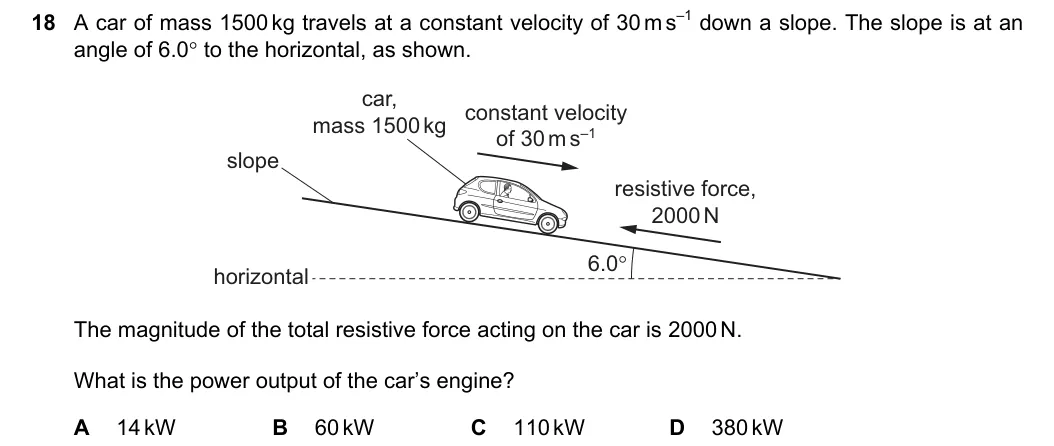 18 A car of mass 1500 kg travels at a constant velocity of 30 m s⁻¹ down a slope. The slope is at an
angle of 6.0° to the horizontal, as shown.
car,
mass 1500 kg
constant velocity
of 30 m s⁻¹
slope
resistive force,
2000 N
6.0°
horizontal
The magnitude of the total resistive force acting on the car is 2000 N.
What is the power output of the car’s engine?
A 14 kW B 60 kW C 110 kW D 380 kW